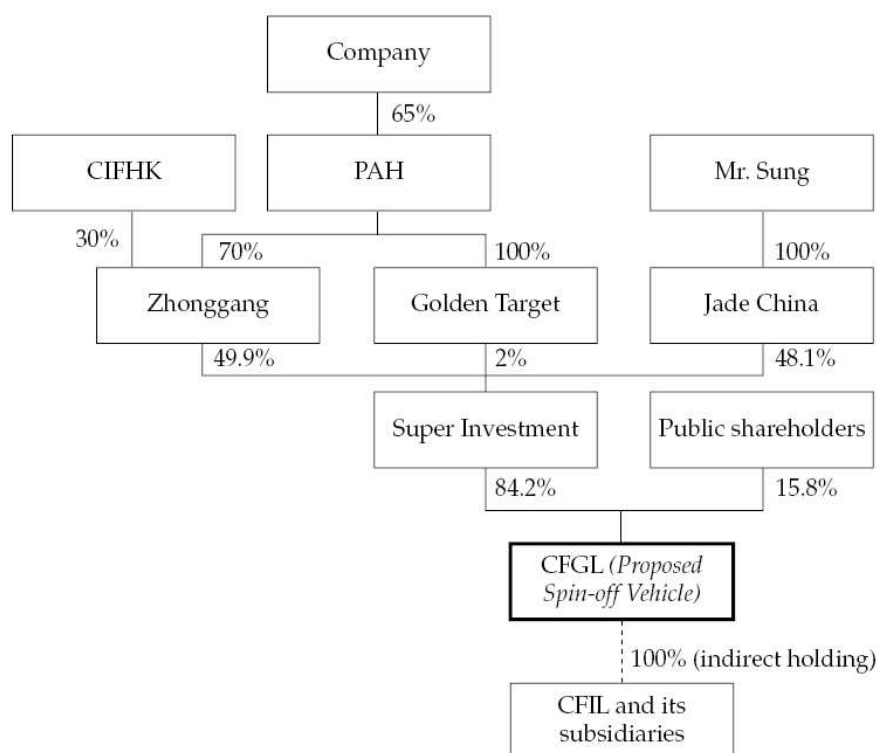 Company
65%
CIFHK
PAH
Mr. Sung
30%
70%
100%
100%
Zhonggang
Golden Target
Jade China
49.9%
2%
48.1%
Super Investment
Public shareholders
84.2%
15.8%
CFGL (Proposed
Spin-off Vehicle)
100% (indirect holding)
CFIL and its
subsidiaries